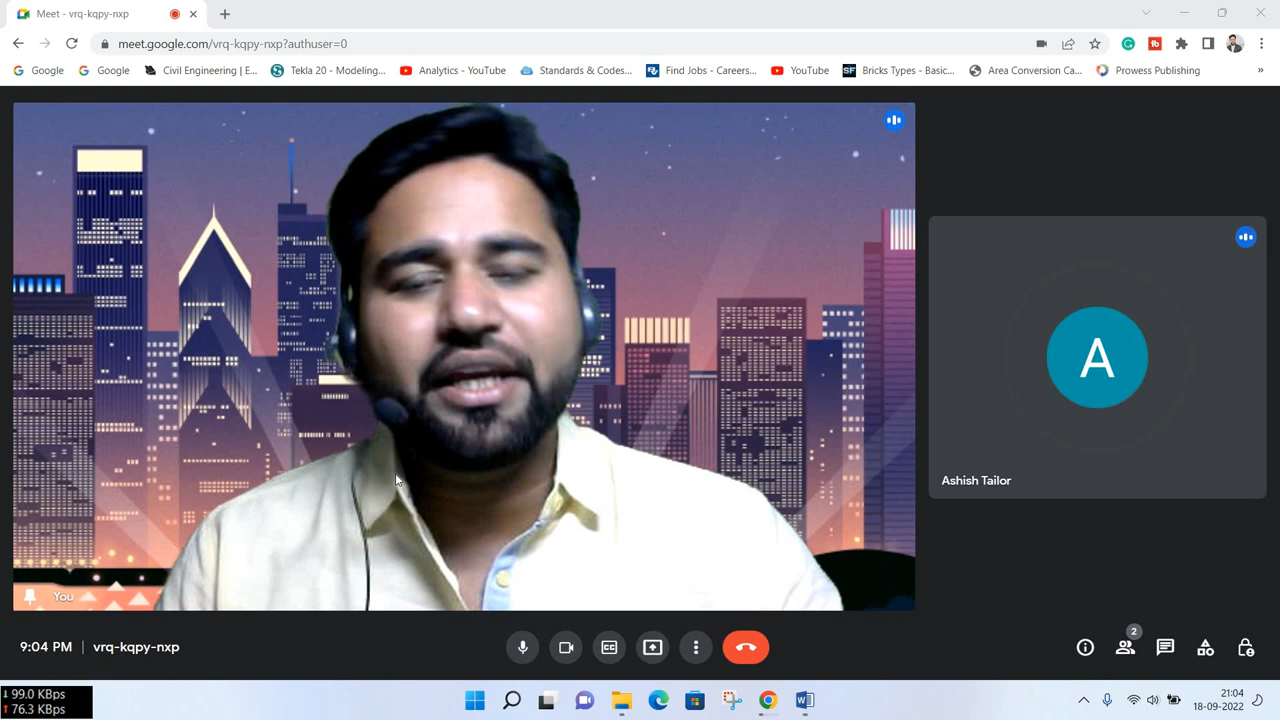 Meet - vrq-kqpy-nxp
meet.google.com/vrq-kqpy-nxp?authuser=0
Google
Google
Civil Engineering | E...
Tekla 20 - Modeling...
Analytics - YouTube
Standards & Codes...
Find Jobs - Careers...
YouTube
SF
Bricks Types - Basic...
Area Conversion Ca...
Prowess Publishing
»
A
Ashish Tailor
You
9:04 PM | vrq-kqpy-nxp
CC
2
↓ 99.0 KBps
↑ 76.3 KBps
W
21:04
18-09-2022